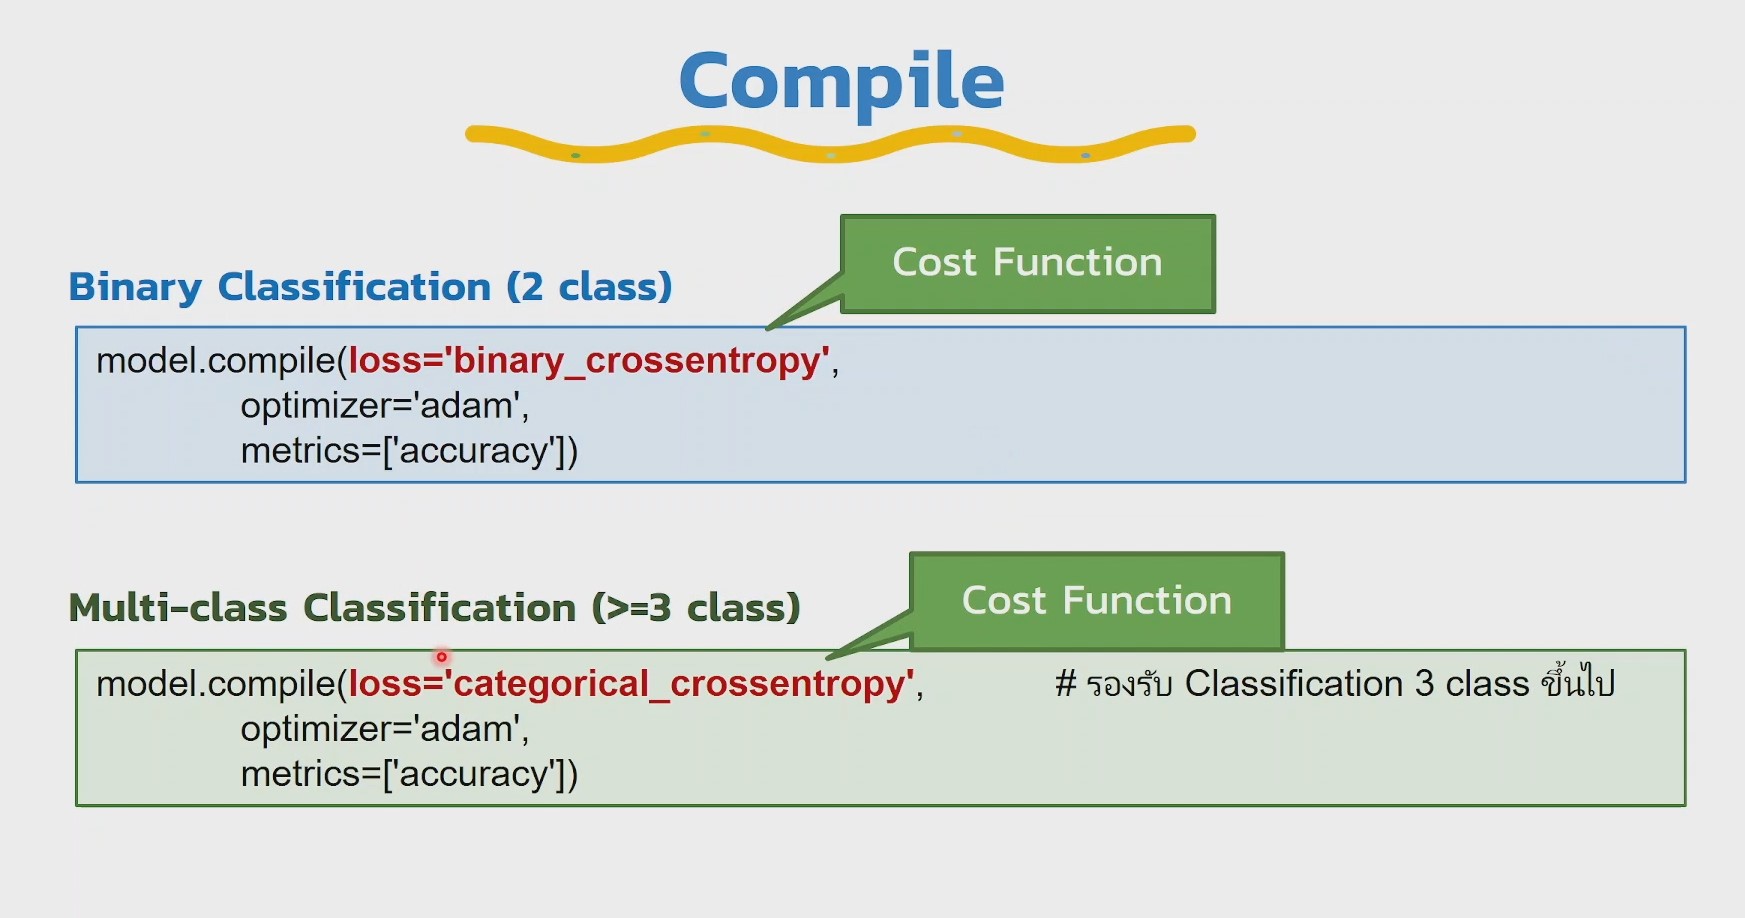 Compile
Cost Function
Binary Classification (2 class)
model.compile(loss='binary_crossentropy',
optimizer='adam',
metrics=['accuracy'])
Cost Function
Multi-class Classification (>=3 class)
model.compile(loss='categorical_crossentropy', # รองรับ Classification 3 class ขึ้นไป
optimizer='adam',
metrics=['accuracy'])